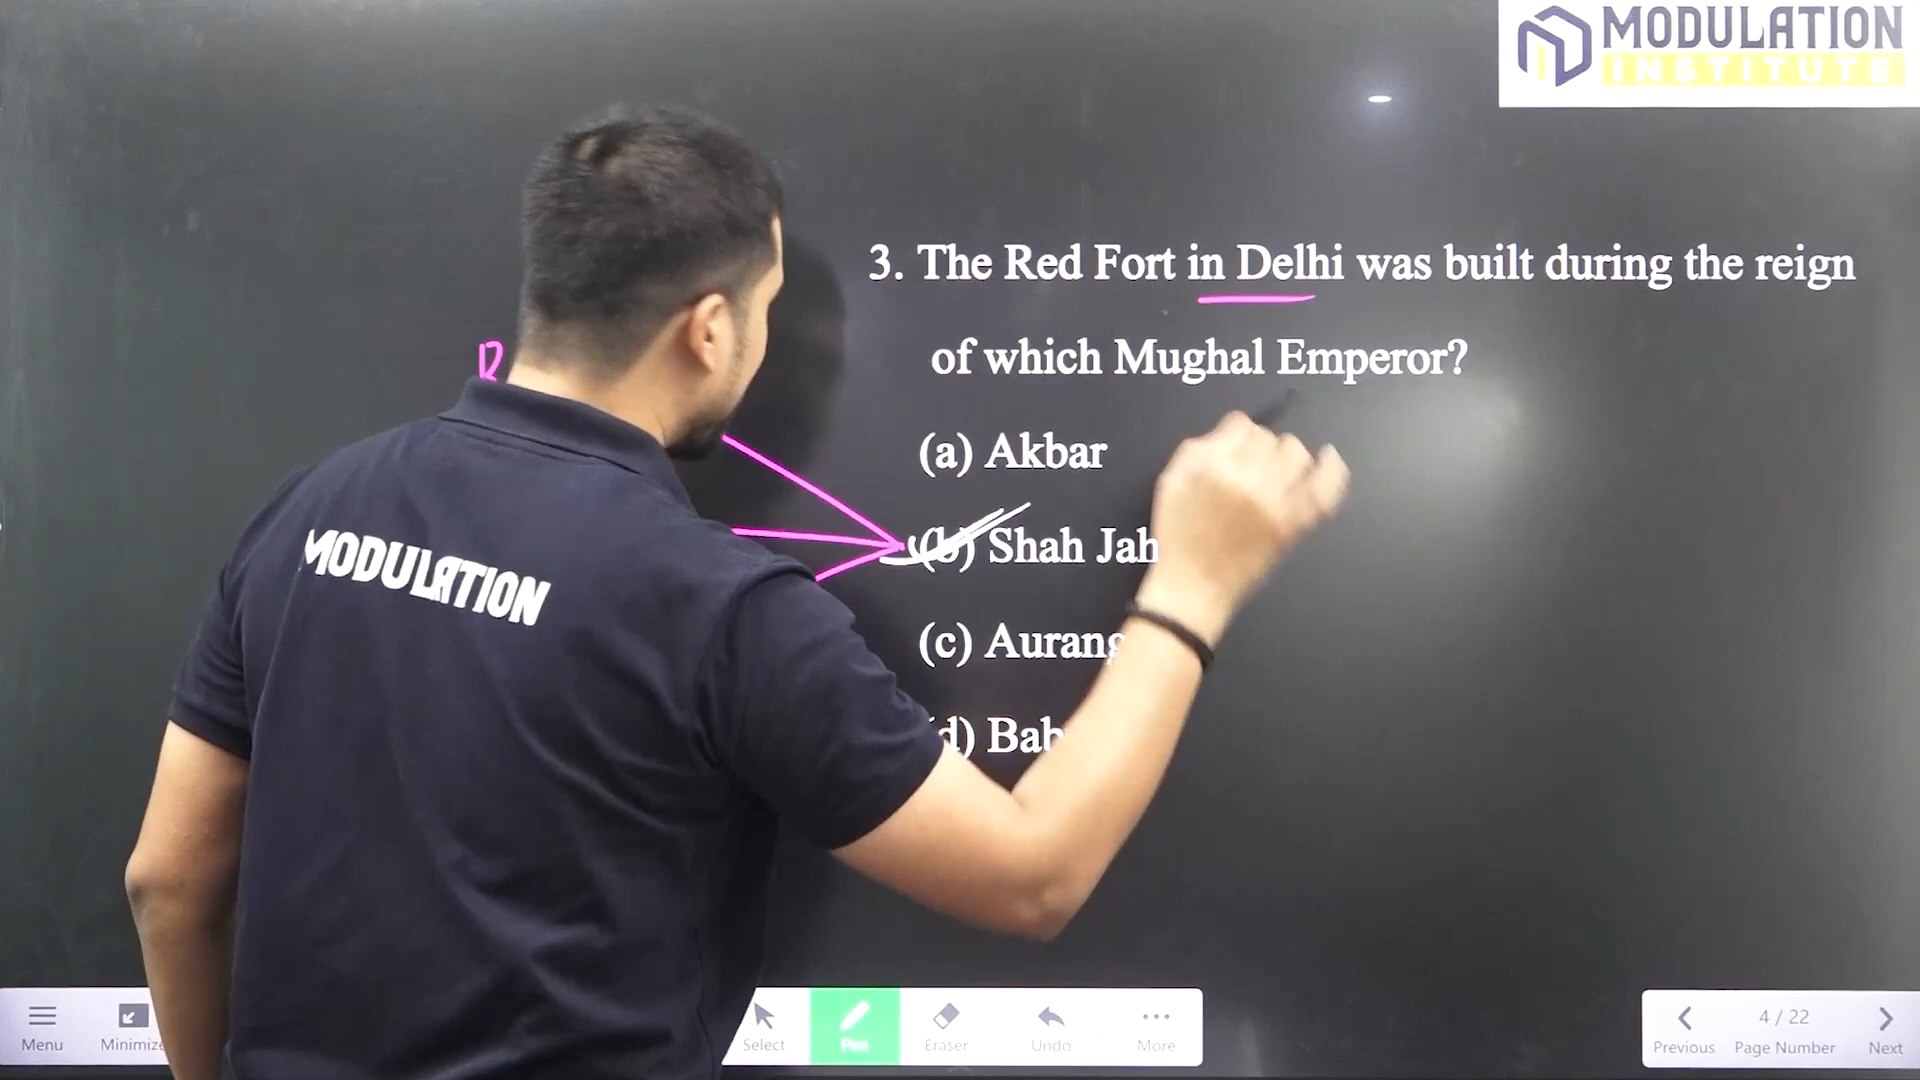 MODULATION
INSTITUTE
3. The Red Fort in Delhi was built during the reign
of which Mughal Emperor?
(a) Akbar
(b) Shah Jah
(c) Aurang
(d) Bab
MODULATION
Menu
Minimize
Select
Pen
Eraser
Undo
More
4 / 22
Previous
Page Number
Next